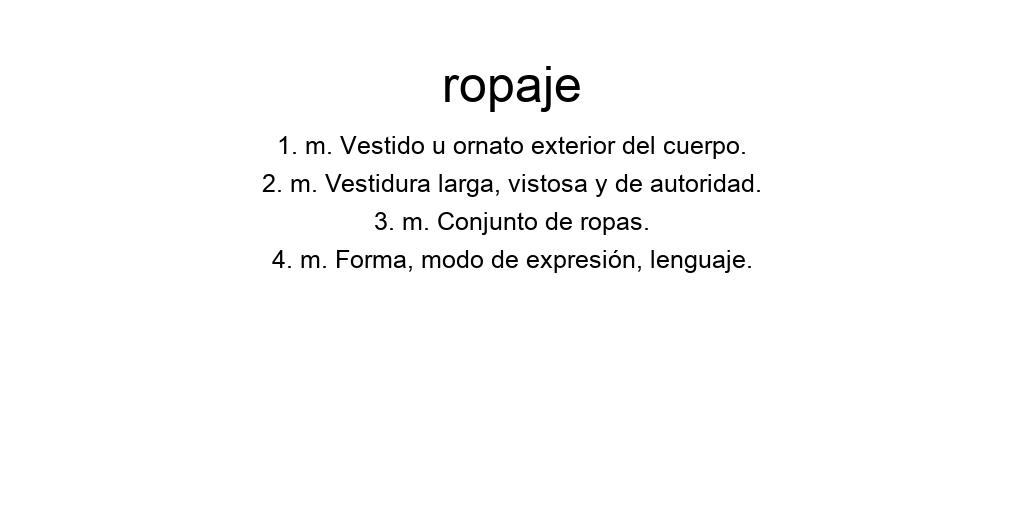 ropaje
1. m. Vestido u ornato exterior del cuerpo.
2. m. Vestidura larga, vistosa y de autoridad.
3. m. Conjunto de ropas.
4. m. Forma, modo de expresión, lenguaje.